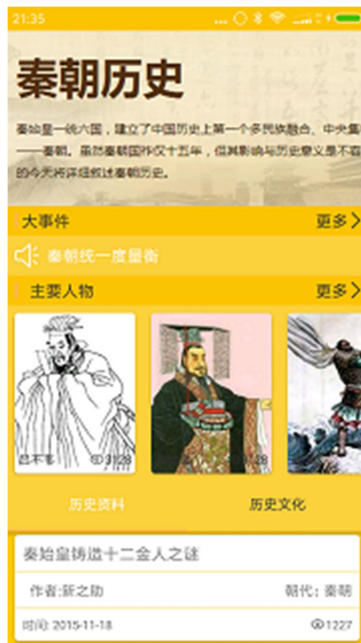 21:35
秦朝历史
秦始皇一统六国，建立了中国历史上第一个多民族融合、中央集
——秦朝。虽然秦朝国祚仅十五年，但其影响与历史意义是不容
的今天将详细叙述秦朝历史。
大事件 更多
秦朝统一度量衡
主要人物 更多
吕不韦 3128
历史资料 历史文化
秦始皇铸造十二金人之谜
作者:新之助 朝代：秦朝
时间: 2015-11-18 1227